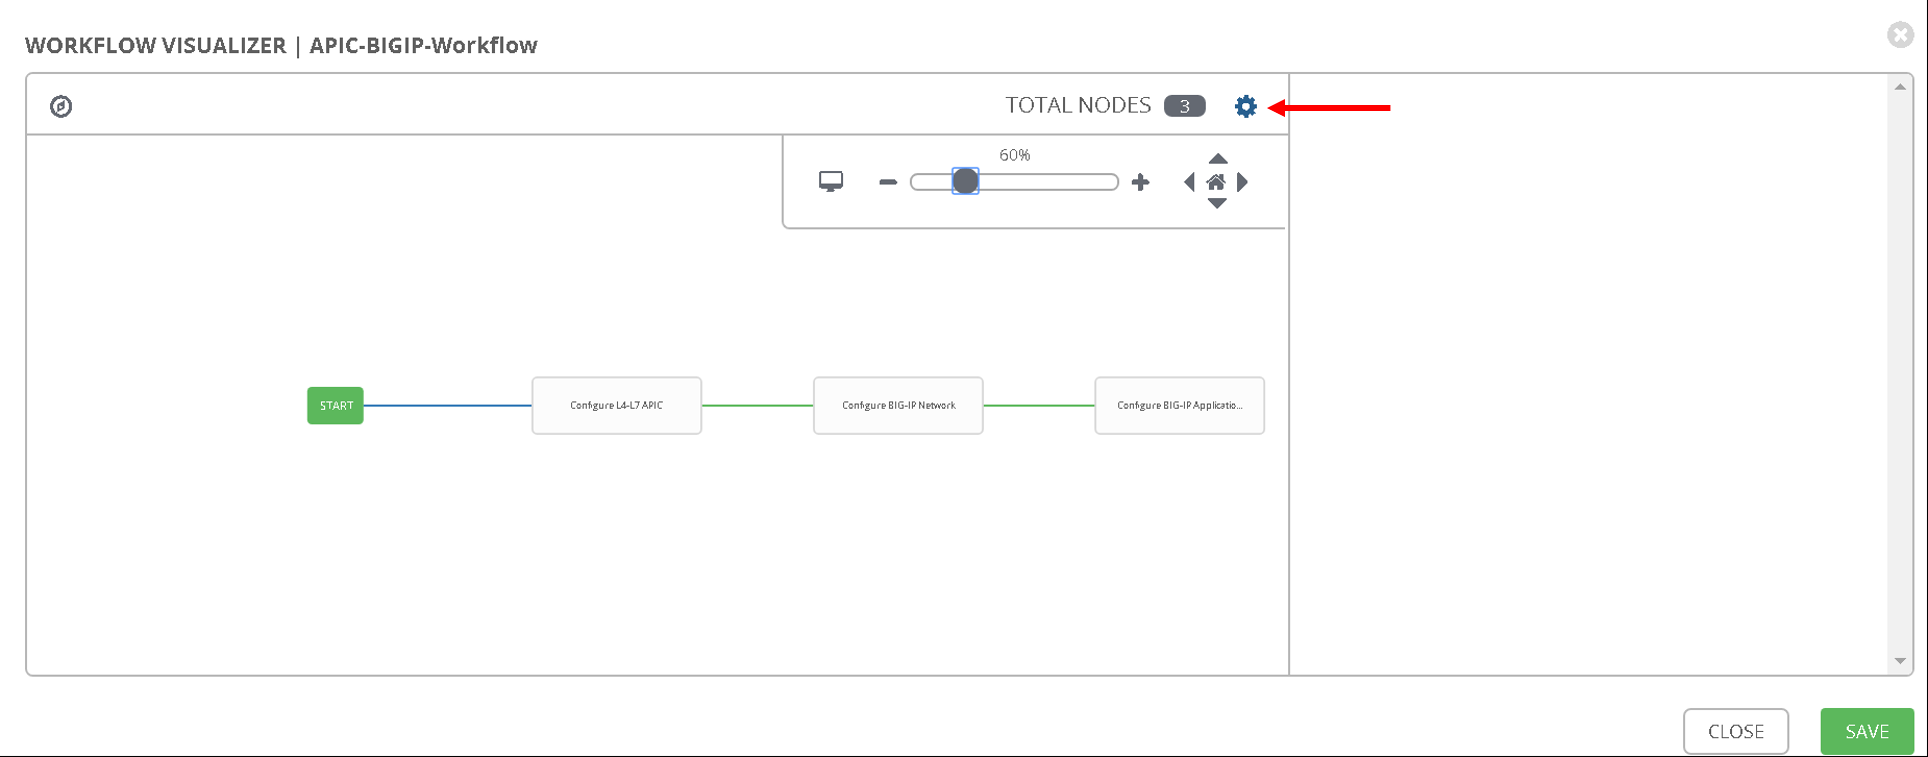 WORKFLOW VISUALIZER | APIC-BIGIP-Workflow
TOTAL NODES 3
60%
START
Configure L4-L7 APIC
Configure BIG-IP Network
Configure BIG-IP Applicatio...
CLOSE
SAVE